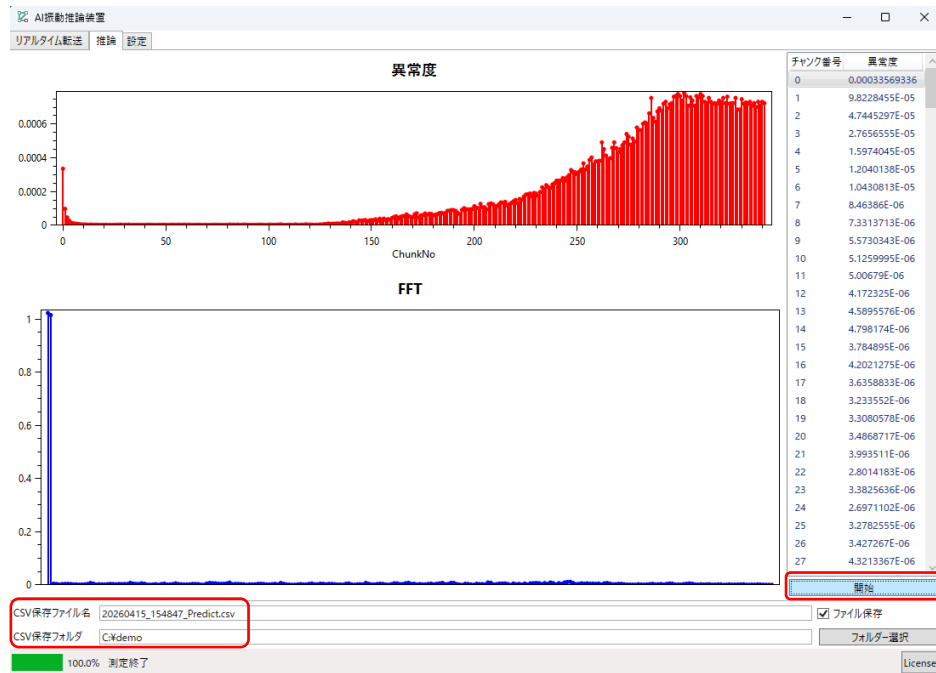 AI振動推論装置
リアルタイム転送 推論 設定
異常度
0.0006
0.0004
0.0002
0
0 50 100 150 200 250 300
ChunkNo
FFT
1
0.8
0.6
0.4
0.2
0
チャンク番号 異常度
0 0.00033569336
1 9.8228455E-05
2 4.7445297E-05
3 2.7656555E-05
4 1.5974045E-05
5 1.2040138E-05
6 1.0430813E-05
7 8.46386E-06
8 7.3313713E-06
9 5.5730343E-06
10 5.1259995E-06
11 5.00679E-06
12 4.172325E-06
13 4.5895576E-06
14 4.798174E-06
15 3.784895E-06
16 4.2021275E-06
17 3.6358833E-06
18 3.233552E-06
19 3.3080578E-06
20 3.4868717E-06
21 3.993511E-06
22 2.8014183E-06
23 3.3825636E-06
24 2.6971102E-06
25 3.2782555E-06
26 3.427267E-06
27 4.3213367E-06
開始
CSV保存ファイル名 20260415_154847_Predict.csv ファイル保存
CSV保存フォルダ C:¥demo フォルダー選択
100.0% 測定終了 License